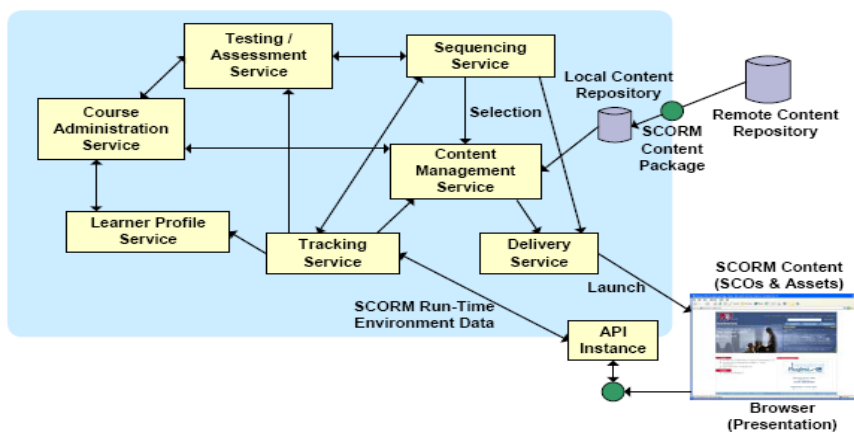 Testing /
Assessment
Service
Sequencing
Service
Local Content
Repository
Remote Content
Repository
SCORM
Content
Package
Course
Administration
Service
Selection
Content
Management
Service
Learner Profile
Service
Tracking
Service
Delivery
Service
SCORM Content
(SCOs & Assets)
Launch
SCORM Run-Time
Environment Data
API
Instance
Browser
(Presentation)